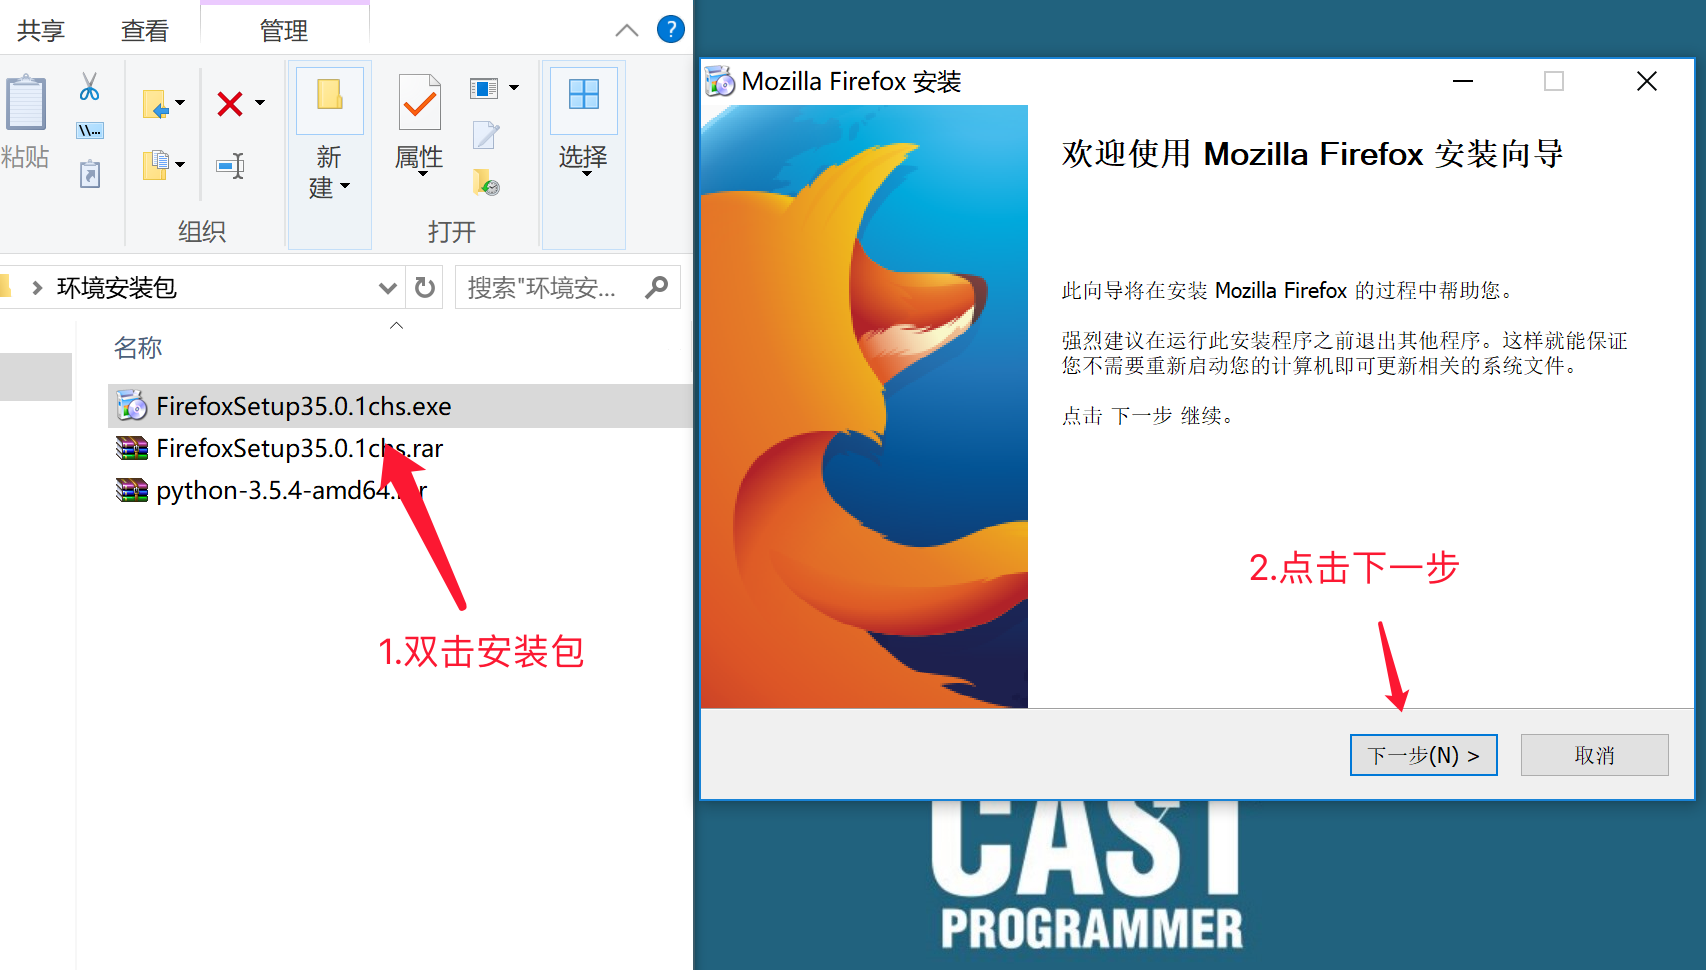 共享
查看
管理
?
粘贴
\\...
新
建
属性
选择
组织
打开
环境安装包
搜索"环境安...
名称
FirefoxSetup35.0.1chs.exe
FirefoxSetup35.0.1chs.rar
python-3.5.4-amd64.
1.双击安装包
Mozilla Firefox 安装
欢迎使用 Mozilla Firefox 安装向导
此向导将在安装 Mozilla Firefox 的过程中帮助您。
强烈建议在运行此安装程序之前退出其他程序。这样就能保证
您不需要重新启动您的计算机即可更新相关的系统文件。
点击 下一步 继续。
2.点击下一步
下一步(N) >
取消
CAST
PROGRAMMER